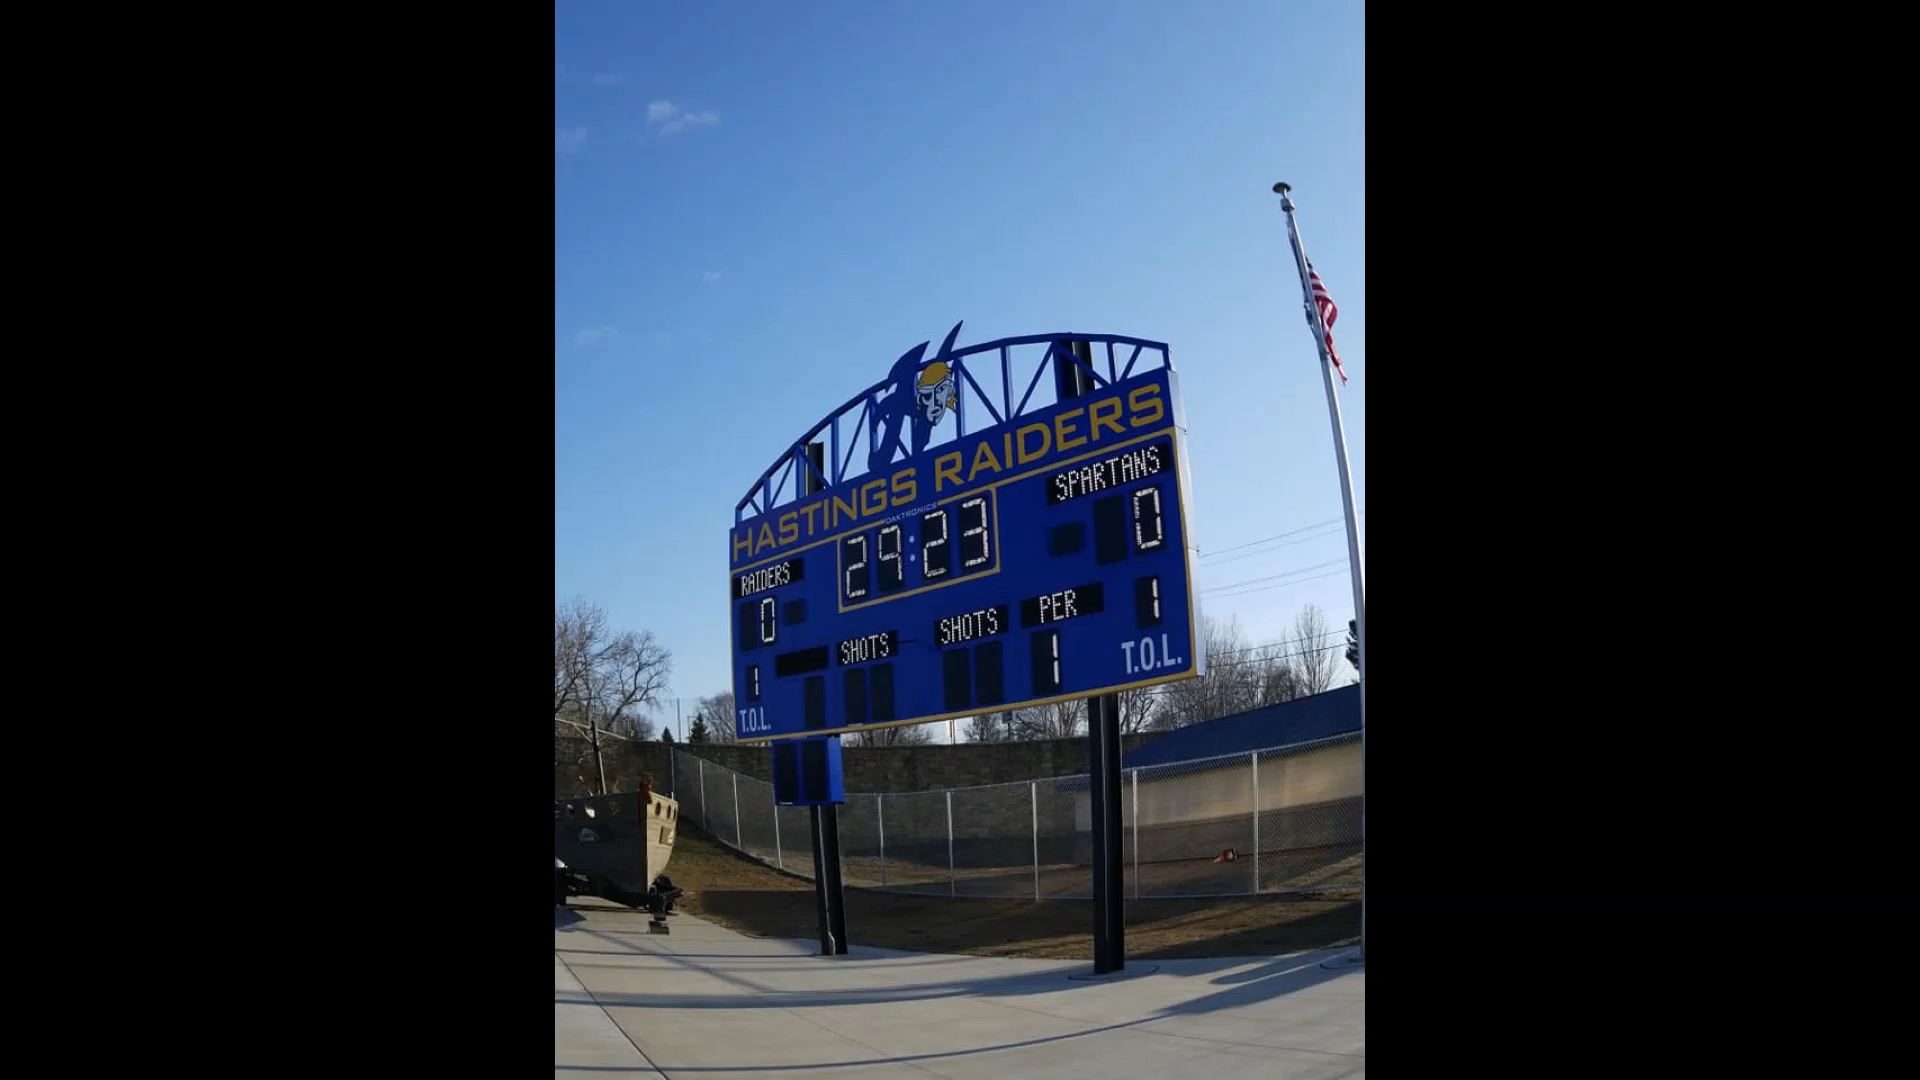 HASTINGS RAIDERS
DAKTRONICS
SPARTANS
29:23
0
RAIDERS
0
PER
1
SHOTS
SHOTS
1
1
T.O.L.
T.O.L.